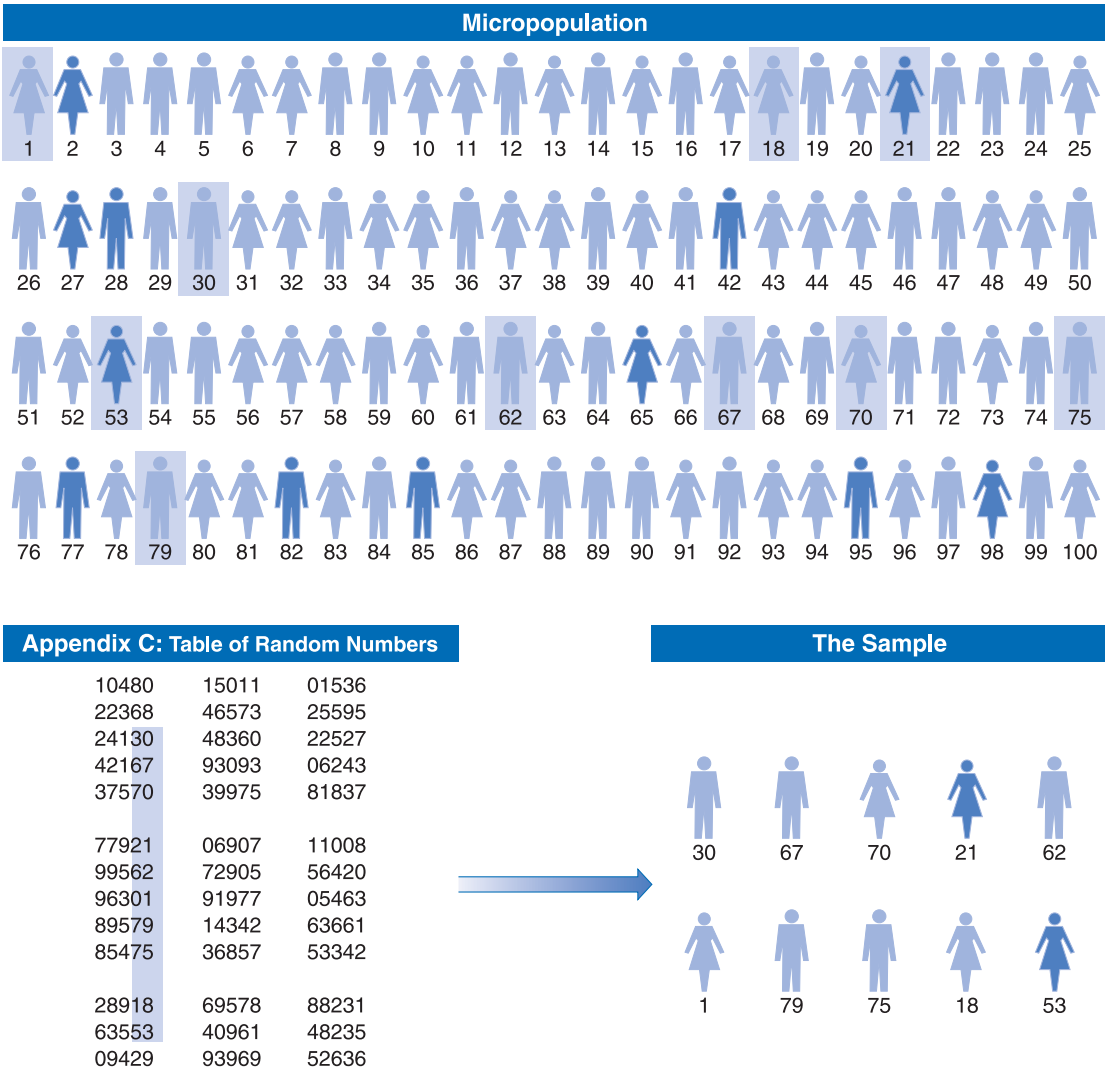 Micropopulation
1 2 3 4 5 6 7 8 9 10 11 12 13 14 15 16 17 18 19 20 21 22 23 24 25
26 27 28 29 30 31 32 33 34 35 36 37 38 39 40 41 42 43 44 45 46 47 48 49 50
51 52 53 54 55 56 57 58 59 60 61 62 63 64 65 66 67 68 69 70 71 72 73 74 75
76 77 78 79 80 81 82 83 84 85 86 87 88 89 90 91 92 93 94 95 96 97 98 99 100
Appendix C: Table of Random Numbers
10480 15011 01536
22368 46573 25595
24130 48360 22527
42167 93093 06243
37570 39975 81837
77921 06907 11008
99562 72905 56420
96301 91977 05463
89579 14342 63661
85475 36857 53342
28918 69578 88231
63553 40961 48235
09429 93969 52636
The Sample
30 67 70 21 62
1 79 75 18 53